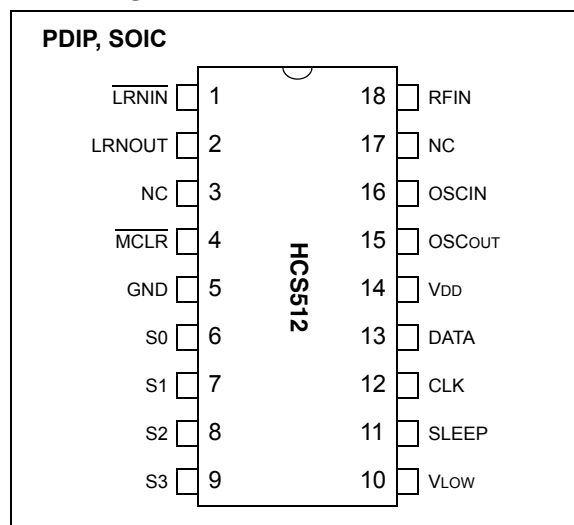 PDIP, SOIC
LRNIN 1 18 RFIN
LRNOUT 2 17 NC
NC 3 16 OSCIN
MCLR 4 15 OSCOUT
GND 5 14 VDD
S0 6 13 DATA
S1 7 12 CLK
S2 8 11 SLEEP
S3 9 10 VLOW
HCS512